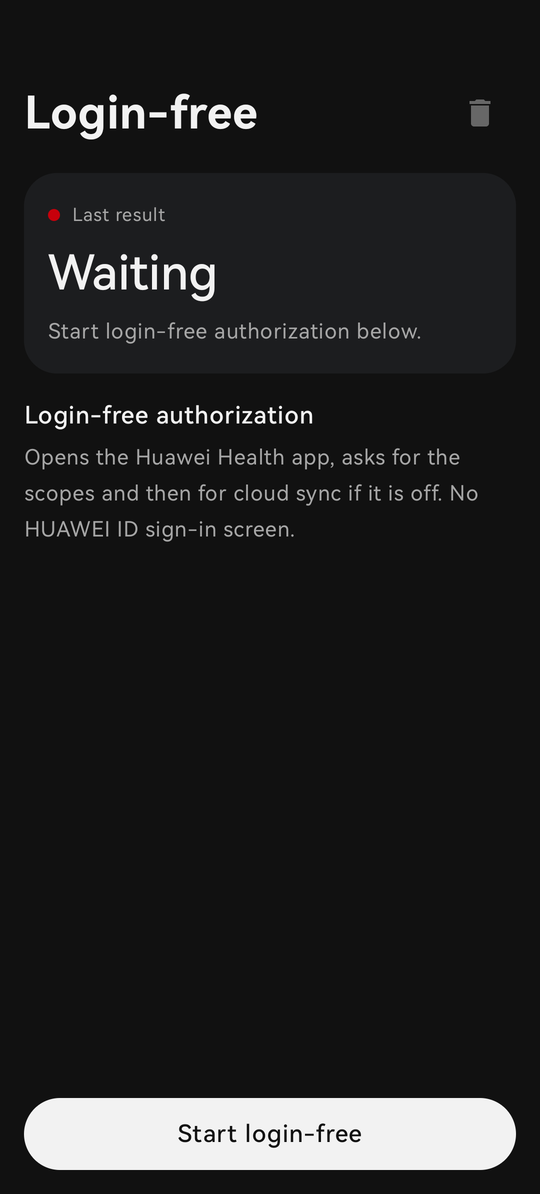 Login-free
Last result
Waiting
Start login-free authorization below.
Login-free authorization
Opens the Huawei Health app, asks for the
scopes and then for cloud sync if it is off. No
HUAWEI ID sign-in screen.
Start login-free